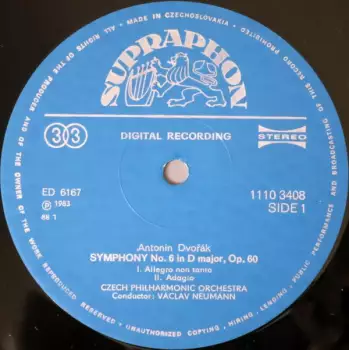 MADE IN CZECHOSLOVAKIA
ALL RIGHTS OF THE PRODUCER AND OF THE OWNER OF THE WORK REPRODUCED RESERVED
UNAUTHORIZED COPYING - HIRING - LENDING - PUBLIC PERFORMANCE AND BROADCASTING OF THIS RECORD PROHIBITED
SUPRAPHON
33
DIGITAL RECORDING
STEREO
ED 6167
1110 3408
℗ 1983
SIDE 1
Antonín Dvořák
SYMPHONY No. 6 in D major, Op. 60
I. Allegro non tanto
II. Adagio
CZECH PHILHARMONIC ORCHESTRA
Conductor: VÁCLAV NEUMANN